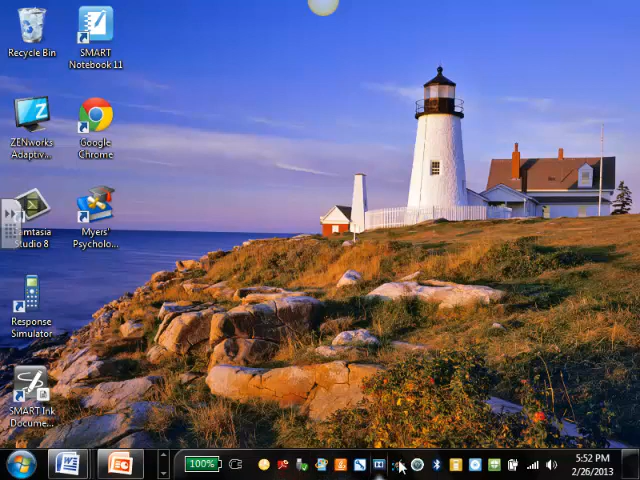 Recycle Bin
SMART
Notebook 11
ZENworks
Adaptiv...
Google
Chrome
amtasia
Studio 8
Myers'
Psycholo...
Response
Simulator
SMART Ink
Docume...
100%
5:52 PM
2/26/2013